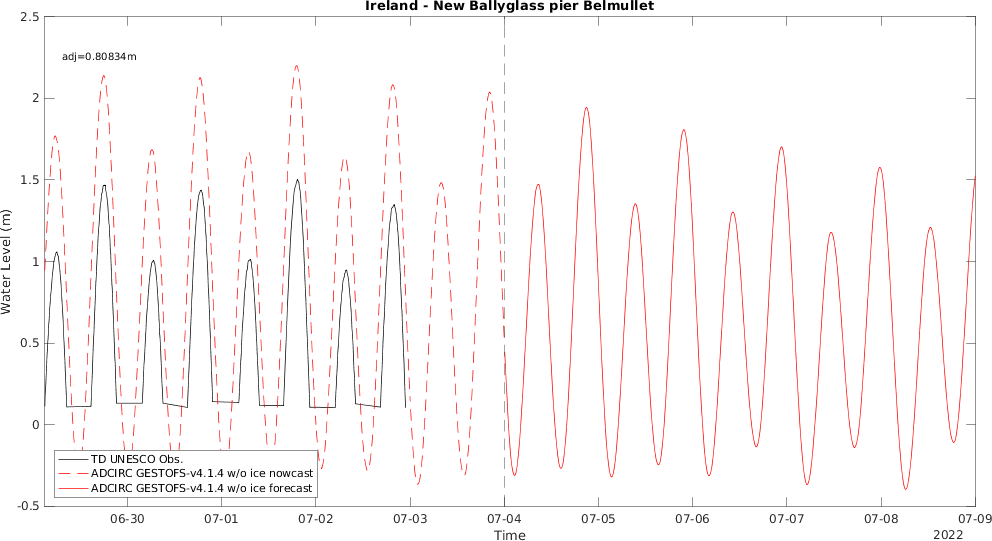 Ireland - New Ballyglass pier Belmullet
2.5
adj=0.80834m
2
1.5
1
0.5
0
-0.5
Water Level (m)
TD UNESCO Obs.
ADCIRC GESTOFS-v4.1.4 w/o ice nowcast
ADCIRC GESTOFS-v4.1.4 w/o ice forecast
06-30 07-01 07-02 07-03 07-04 07-05 07-06 07-07 07-08 07-09
Time
2022